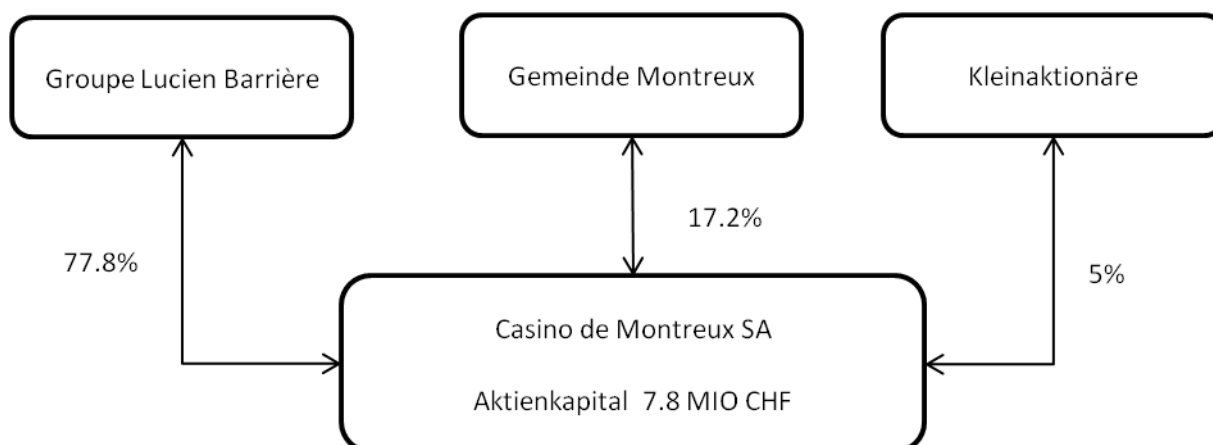 Groupe Lucien Barrière
Gemeinde Montreux
Kleinaktionäre
77.8%
17.2%
5%
Casino de Montreux SA
Aktienkapital 7.8 MIO CHF